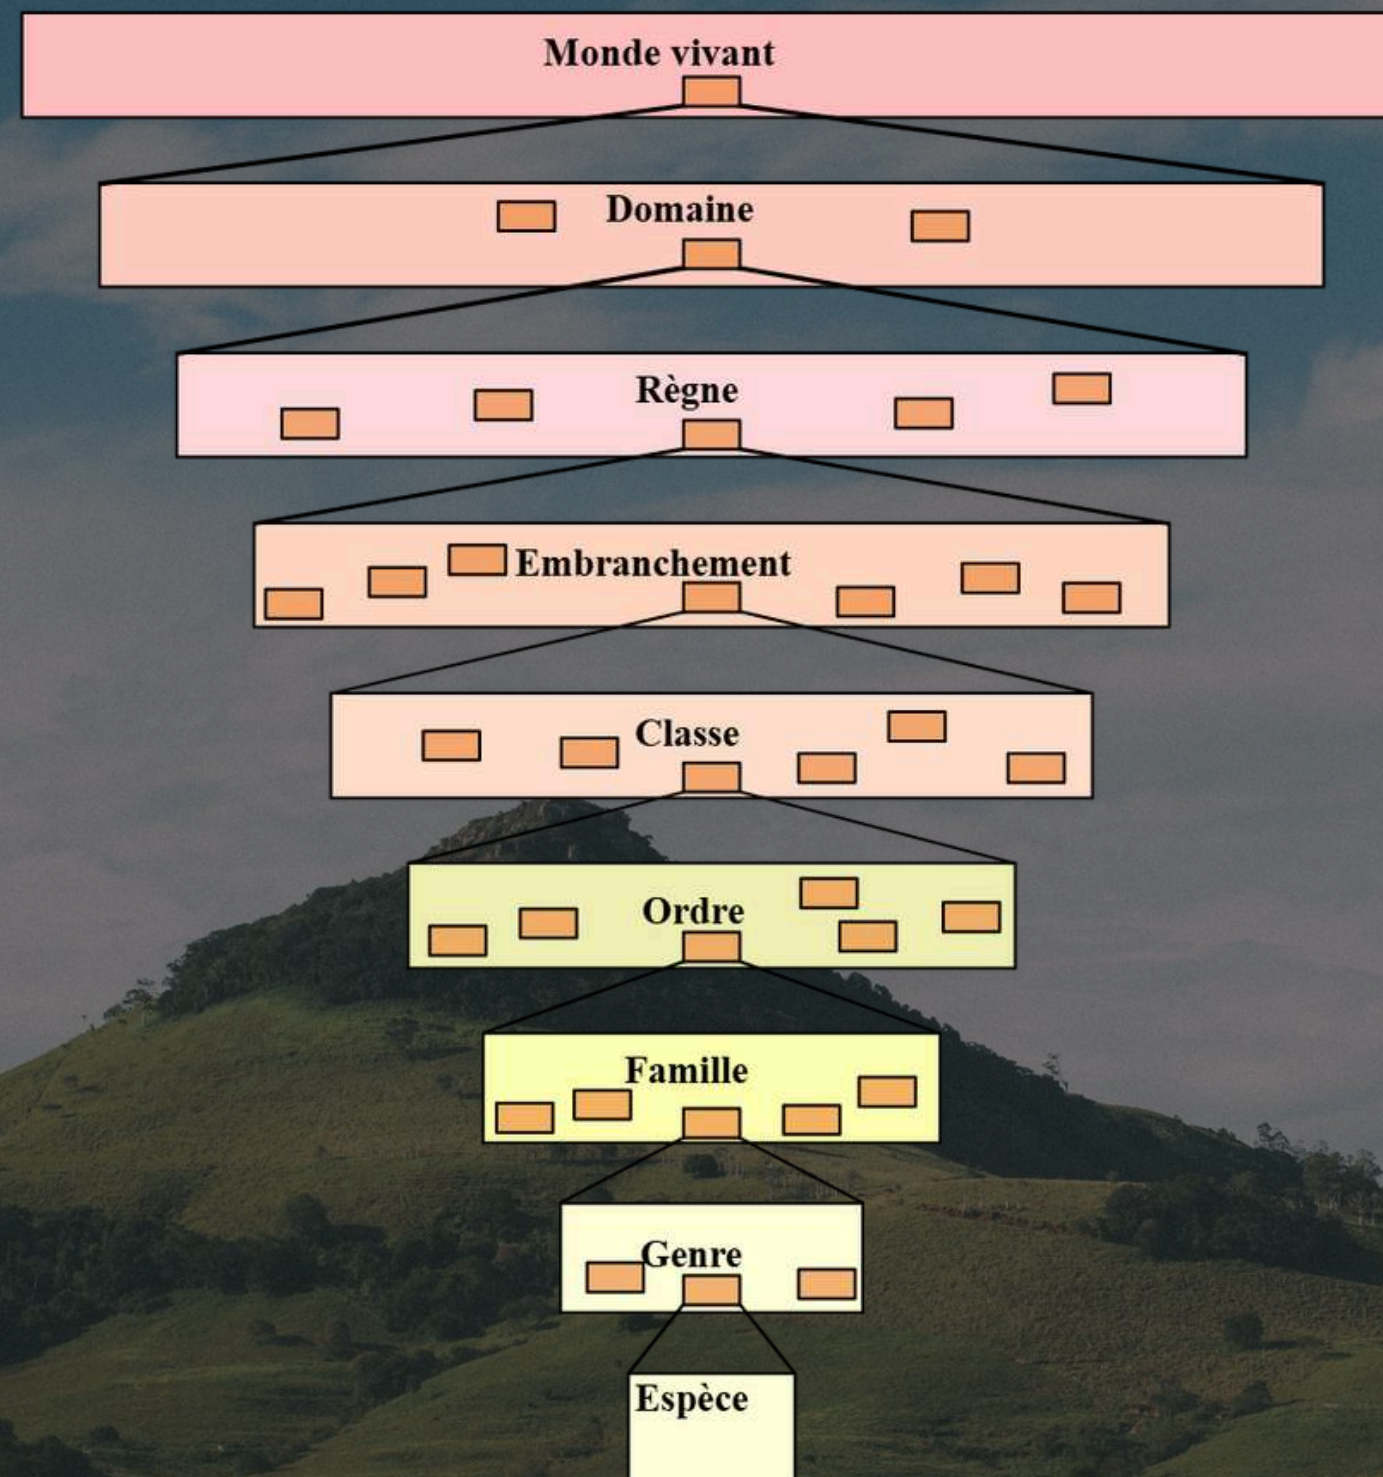 Monde vivant
Domaine
Règne
Embranchement
Classe
Ordre
Famille
Genre
Espèce